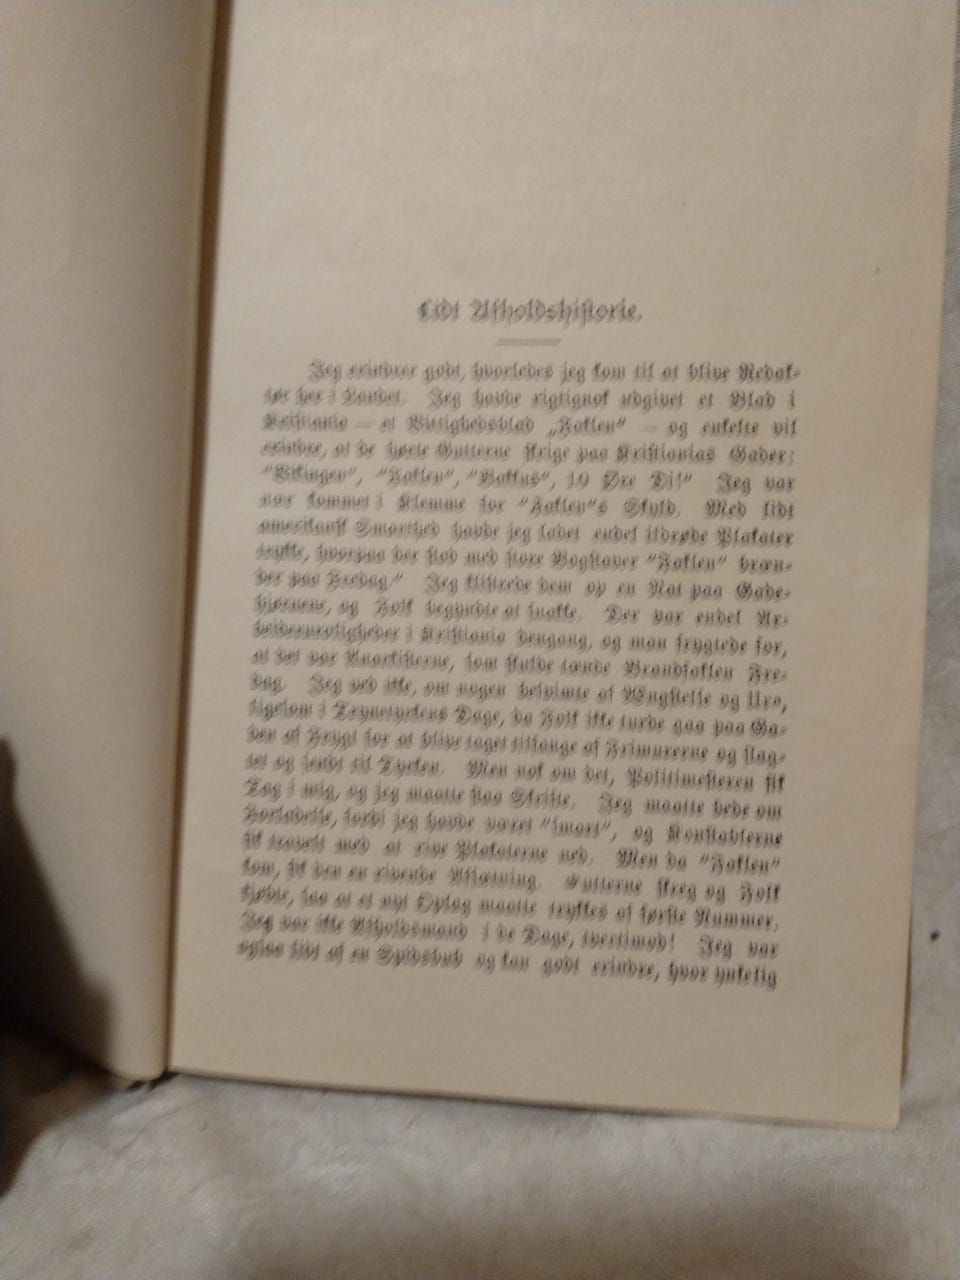 Lidt Afholdshistorie.
Jeg erindrer godt, hvorledes jeg kom til at blive Redak-
tør her i Landet. Jeg havde rigtignok udgivet et Blad i
Kristiania — et Vittighedsblad „Faklen“ — og enkelte vil
erindre, at de hørte Gutterne skrige paa Kristianias Gader:
"Vikingen", "Faklen", "Bakkus", 10 Øre Di!" Jeg var
nær kommet i Klemme for "Faklen"s Skyld. Med lidt
amerikansk Smarthed havde jeg ladet endel ildrøde Plakater
trykke, hvorpaa der stod med store Bogstaver "Faklen" bræn-
der paa Fredag." Jeg klistrede dem op en Nat paa Gade-
hjørnene, og Folk begyndte at snakke. Der var endel Ar-
beideruroligheder i Kristiania dengang, og man frygtede for,
at det var Anarkisterne, som skulde tænde Brandfaklen Fre-
dag. Jeg ved ikke, om nogen besvimte af Ængstelse og Uro,
ligesom i Trynetyrkens Dage, da Folk ikke turde gaa paa Ga-
den af Frygt for at blive taget tilfange af Frimurerne og slag-
tet og sendt til Tyrken. Men nok om det, Politimesteren fik
Tag i mig, og jeg maatte staa Skrifte. Jeg maatte bede om
Forladelse, fordi jeg havde været "smart", og Konstablerne
fik travelt med at rive Plakaterne ned. Men da "Faklen"
kom, fik den en rivende Afsætning. Gutterne skreg og Folk
kjøbte, saa at et nyt Oplag maatte trykkes af første Nummer.
Jeg var ikke Afholdsmand i de Dage, tvertimod! Jeg var
ogsaa lidt af en Spidsbub og kan godt erindre, hvor ynkelig